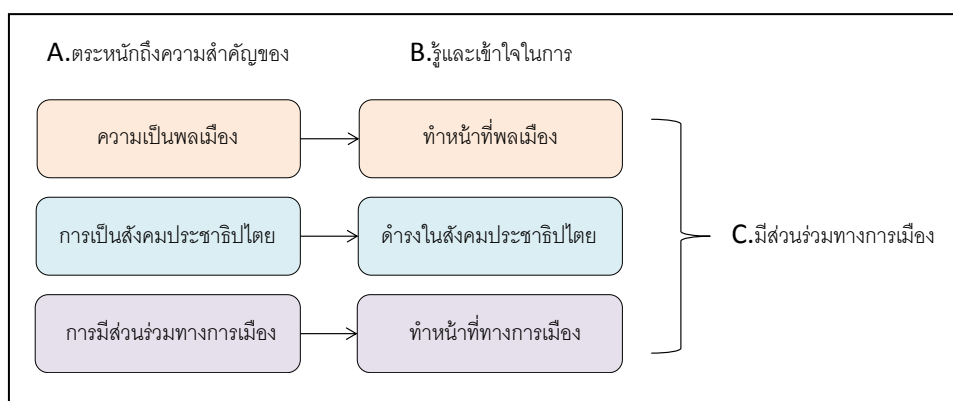 A.ตระหนักถึงความสำคัญของ
B.รู้และเข้าใจในการ
ความเป็นพลเมือง
ทำหน้าที่พลเมือง
การเป็นสังคมประชาธิปไตย
ดำรงในสังคมประชาธิปไตย
C.มีส่วนร่วมทางการเมือง
การมีส่วนร่วมทางการเมือง
ทำหน้าที่ทางการเมือง